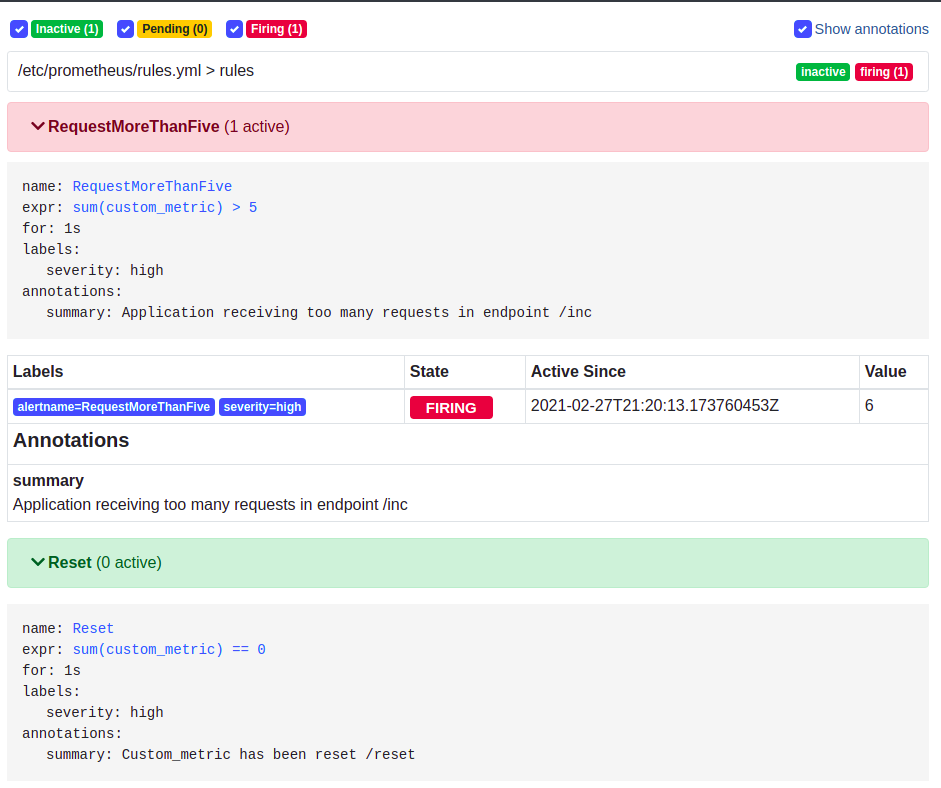 Inactive (1) Pending (0) Firing (1) Show annotations
/etc/prometheus/rules.yml > rules inactive firing (1)
RequestMoreThanFive (1 active)
name: RequestMoreThanFive
expr: sum(custom_metric) > 5
for: 1s
labels:
severity: high
annotations:
summary: Application receiving too many requests in endpoint /inc
Labels State Active Since Value
alertname=RequestMoreThanFive severity=high FIRING 2021-02-27T21:20:13.173760453Z 6
Annotations
summary
Application receiving too many requests in endpoint /inc
Reset (0 active)
name: Reset
expr: sum(custom_metric) == 0
for: 1s
labels:
severity: high
annotations:
summary: Custom_metric has been reset /reset